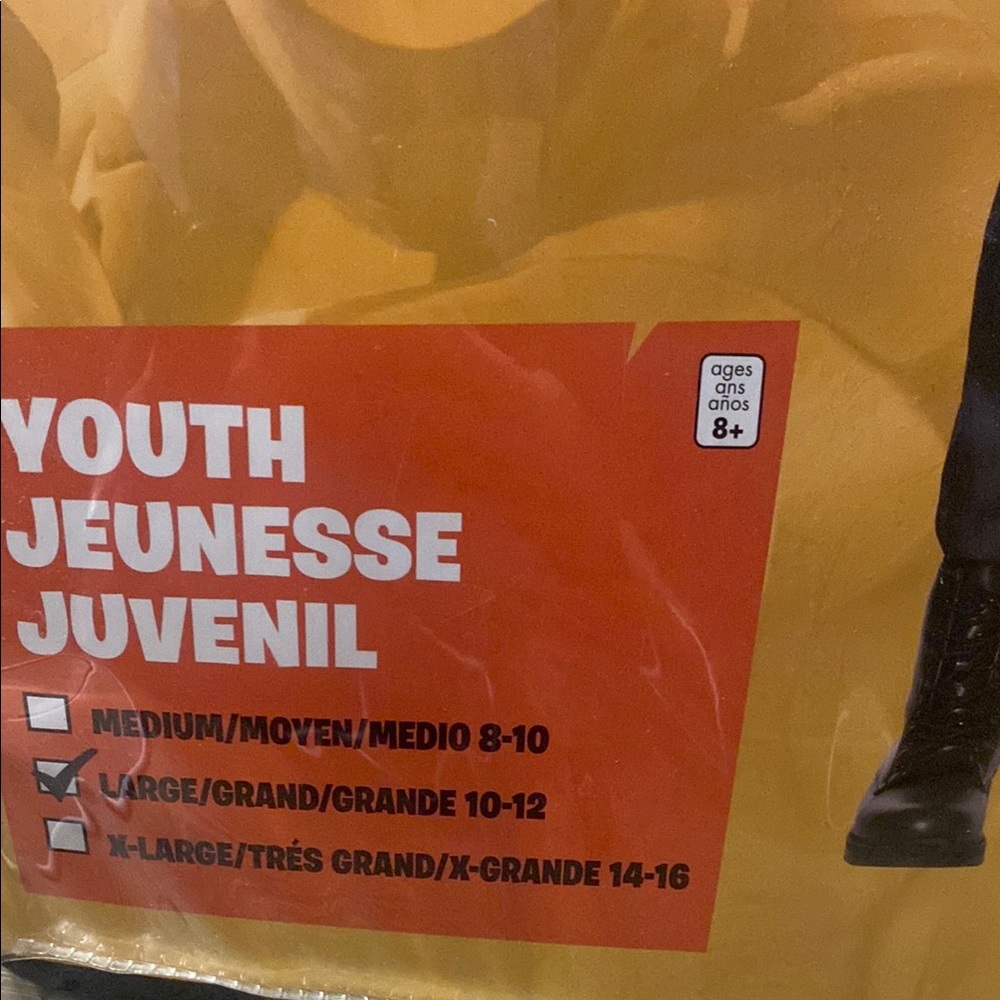 ages
ans
años
8+
YOUTH
JEUNESSE
JUVENIL
MEDIUM/MOYEN/MEDIO 8-10
LARGE/GRAND/GRANDE 10-12
X-LARGE/TRÉS GRAND/X-GRANDE 14-16